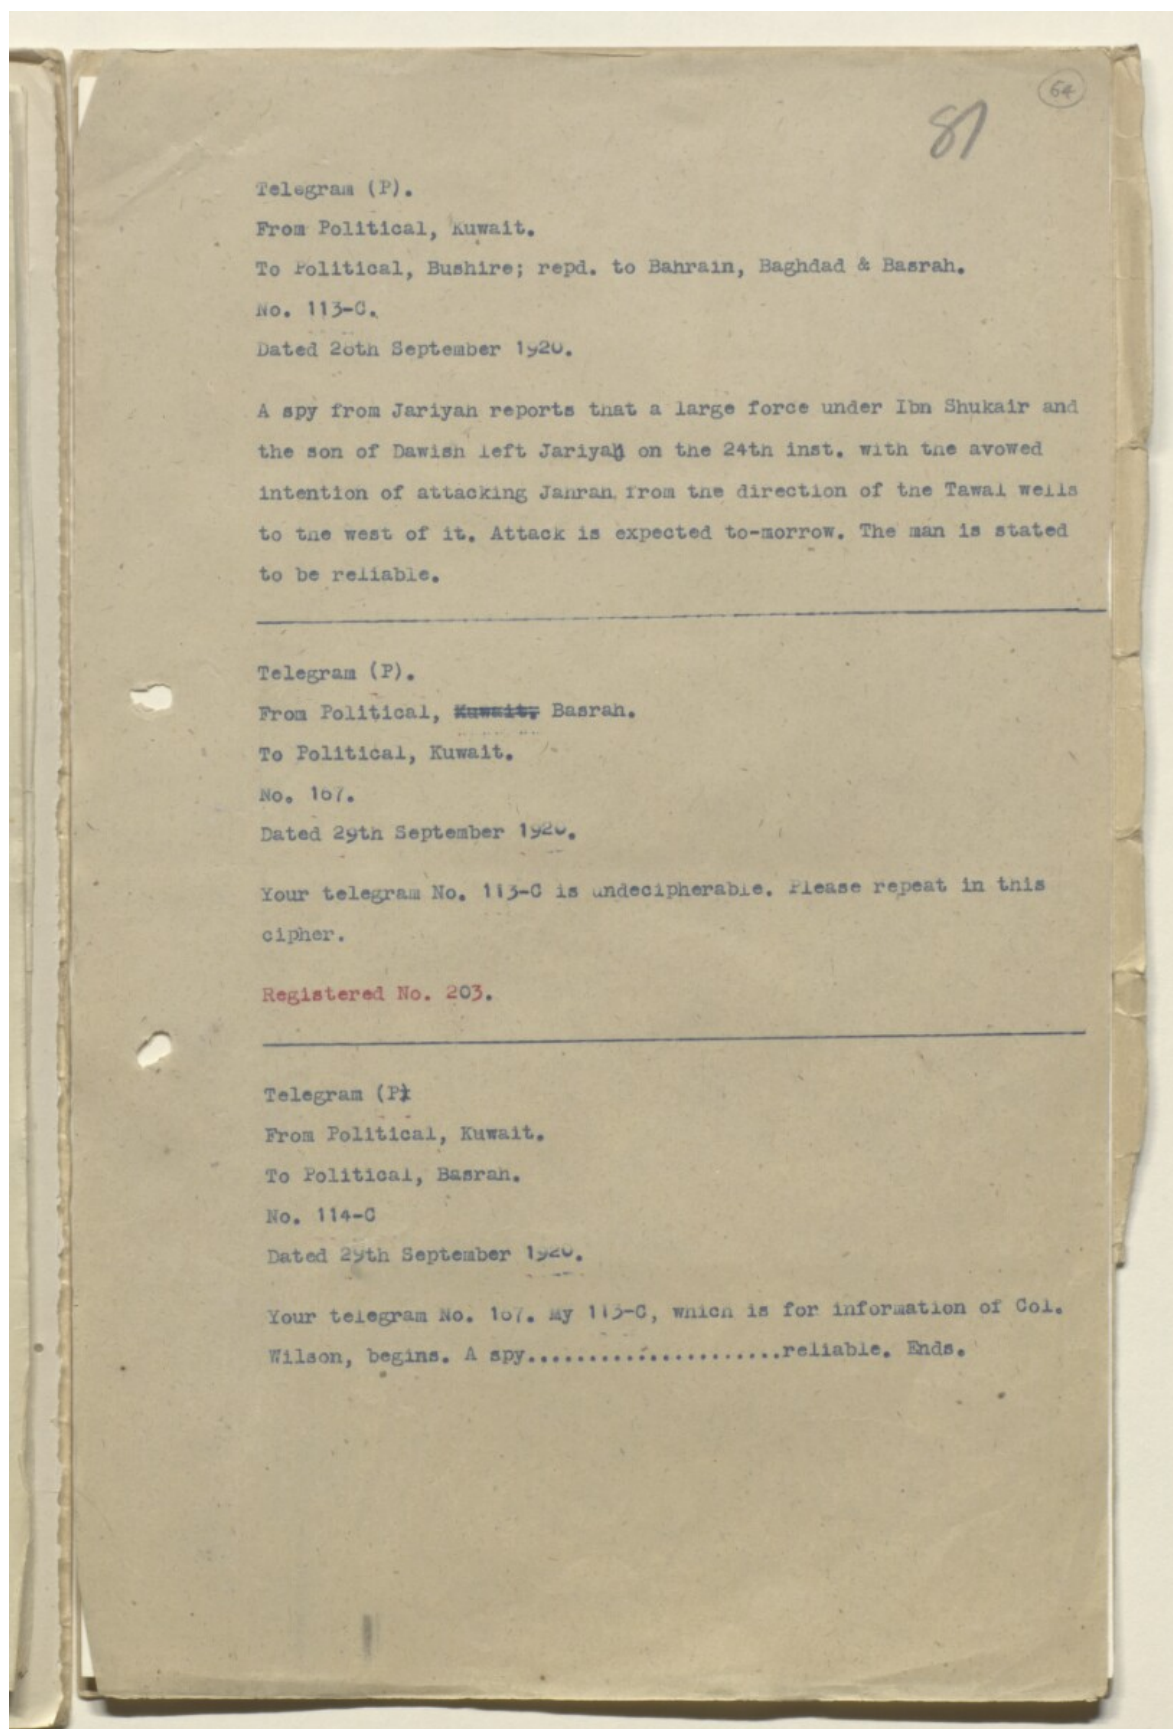 64
81
Telegram (P).
From Political, Kuwait.
To Political, Bushire; repd. to Bahrain, Baghdad & Basrah.
No. 113-C.
Dated 28th September 1920.
A spy from Jariyah reports that a large force under Ibn Shukair and
the son of Dawish left Jariyah on the 24th inst. with the avowed
intention of attacking Jahrah from the direction of the Tawal wells
to the west of it. Attack is expected to-morrow. The man is stated
to be reliable.
Telegram (P).
From Political, Kuwait, Basrah.
To Political, Kuwait.
No. 167.
Dated 29th September 1920.
Your telegram No. 113-C is undecipherable. Please repeat in this
cipher.
Registered No. 203.
Telegram (P)
From Political, Kuwait.
To Political, Basrah.
No. 114-C
Dated 29th September 1920.
Your telegram No. 167. My 113-C, which is for information of Col.
Wilson, begins. A spy.......................reliable. Ends.